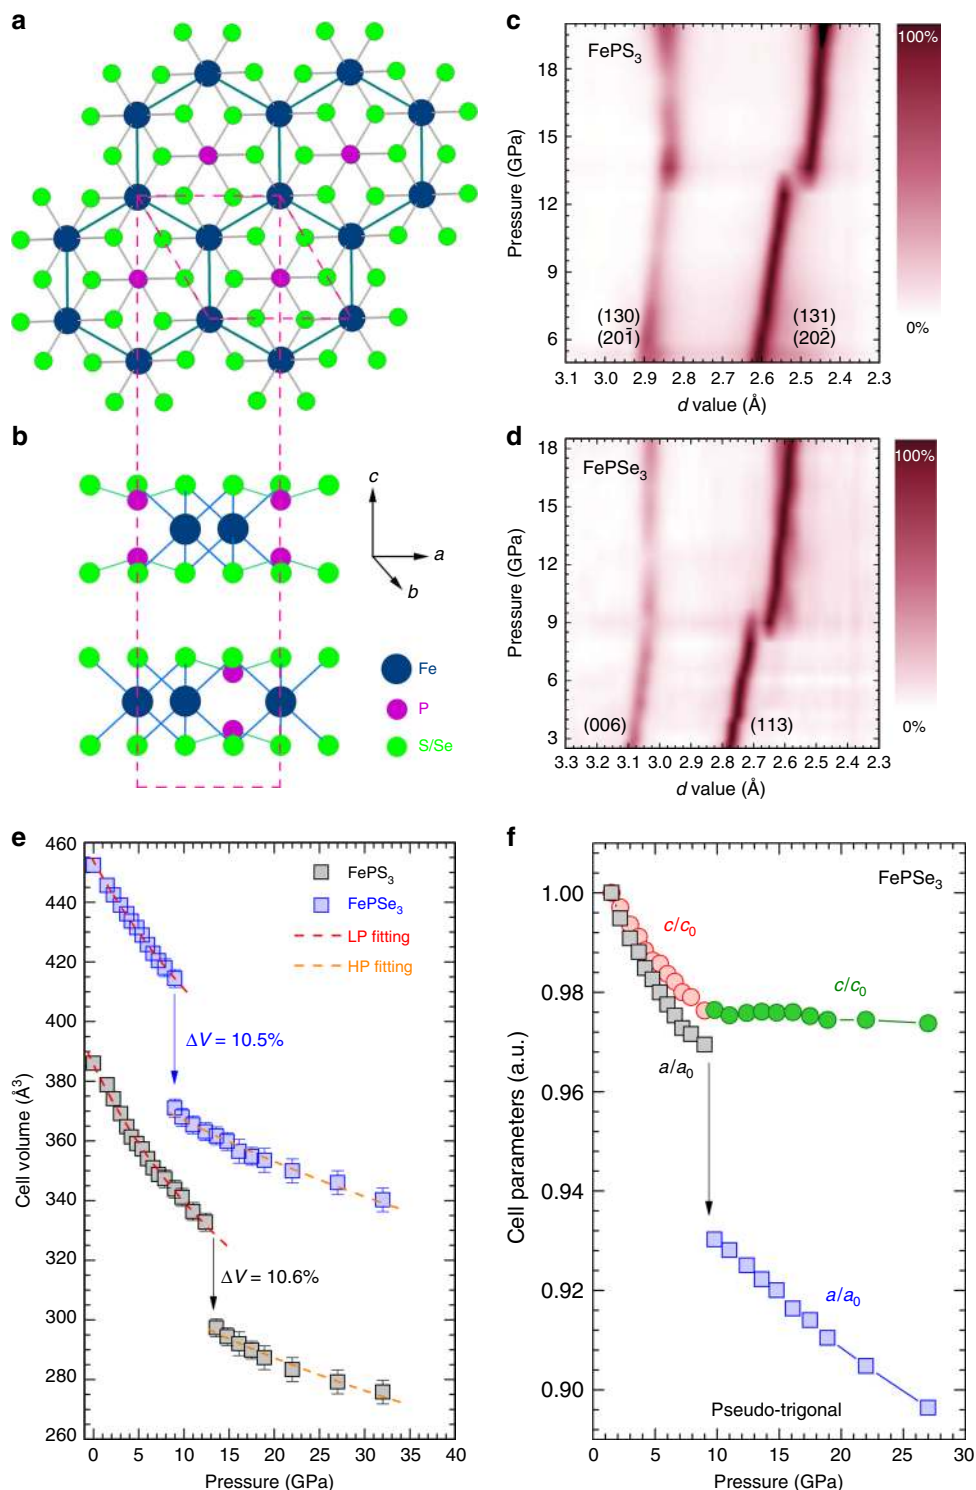 a
b
c
a
b
Fe
P
S/Se
c
FePS3
Pressure (GPa)
18
15
12
9
6
(130)
(201̄)
(131)
(202̄)
3.1 3.0 2.9 2.8 2.7 2.6 2.5 2.4 2.3
d value (Å)
100%
0%
d
FePSe3
Pressure (GPa)
18
15
12
9
6
3
(006)
(113)
3.3 3.2 3.1 3.0 2.9 2.8 2.7 2.6 2.5 2.4 2.3
d value (Å)
100%
0%
e
Cell volume (Å³)
460
440
420
400
380
360
340
320
300
280
260
FePS3
FePSe3
LP fitting
HP fitting
ΔV = 10.5%
ΔV = 10.6%
0 5 10 15 20 25 30 35 40
Pressure (GPa)
f
Cell parameters (a.u.)
1.00
0.98
0.96
0.94
0.92
0.90
FePSe3
c/c0
c/c0
a/a0
a/a0
Pseudo-trigonal
0 5 10 15 20 25 30
Pressure (GPa)